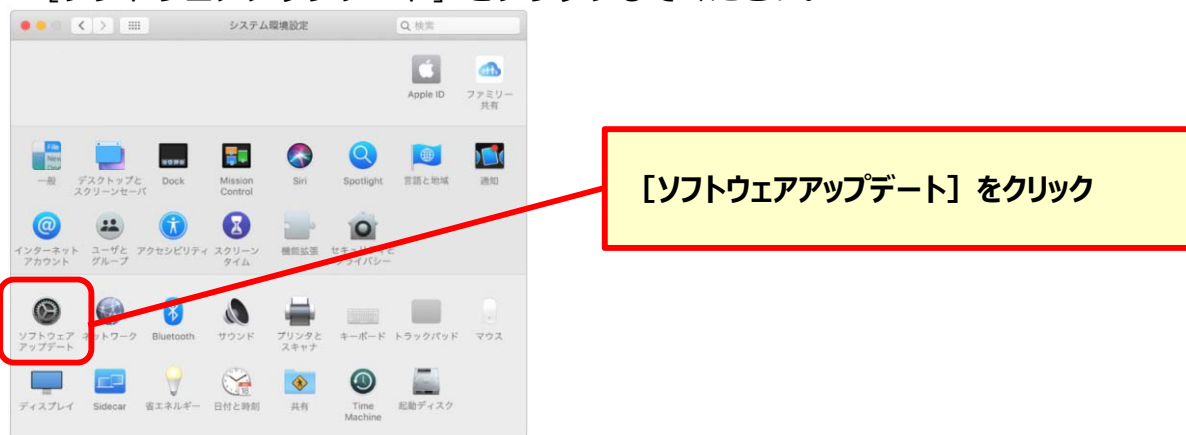 システム環境設定
検索
Apple ID
ファミリー
共有
File
New
一般
デスクトップと
スクリーンセーバ
Dock
Mission
Control
Siri
Spotlight
言語と地域
通知
[ソフトウェアアップデート] をクリック
インターネット
アカウント
ユーザと
グループ
アクセシビリティ
スクリーン
タイム
機能拡張
ソフトウェア
アップデート
ネットワーク
Bluetooth
サウンド
プリンタと
スキャナ
キーボード
トラックパッド
マウス
ディスプレイ
Sidecar
省エネルギー
18
日付と時刻
共有
Time
Machine
起動ディスク